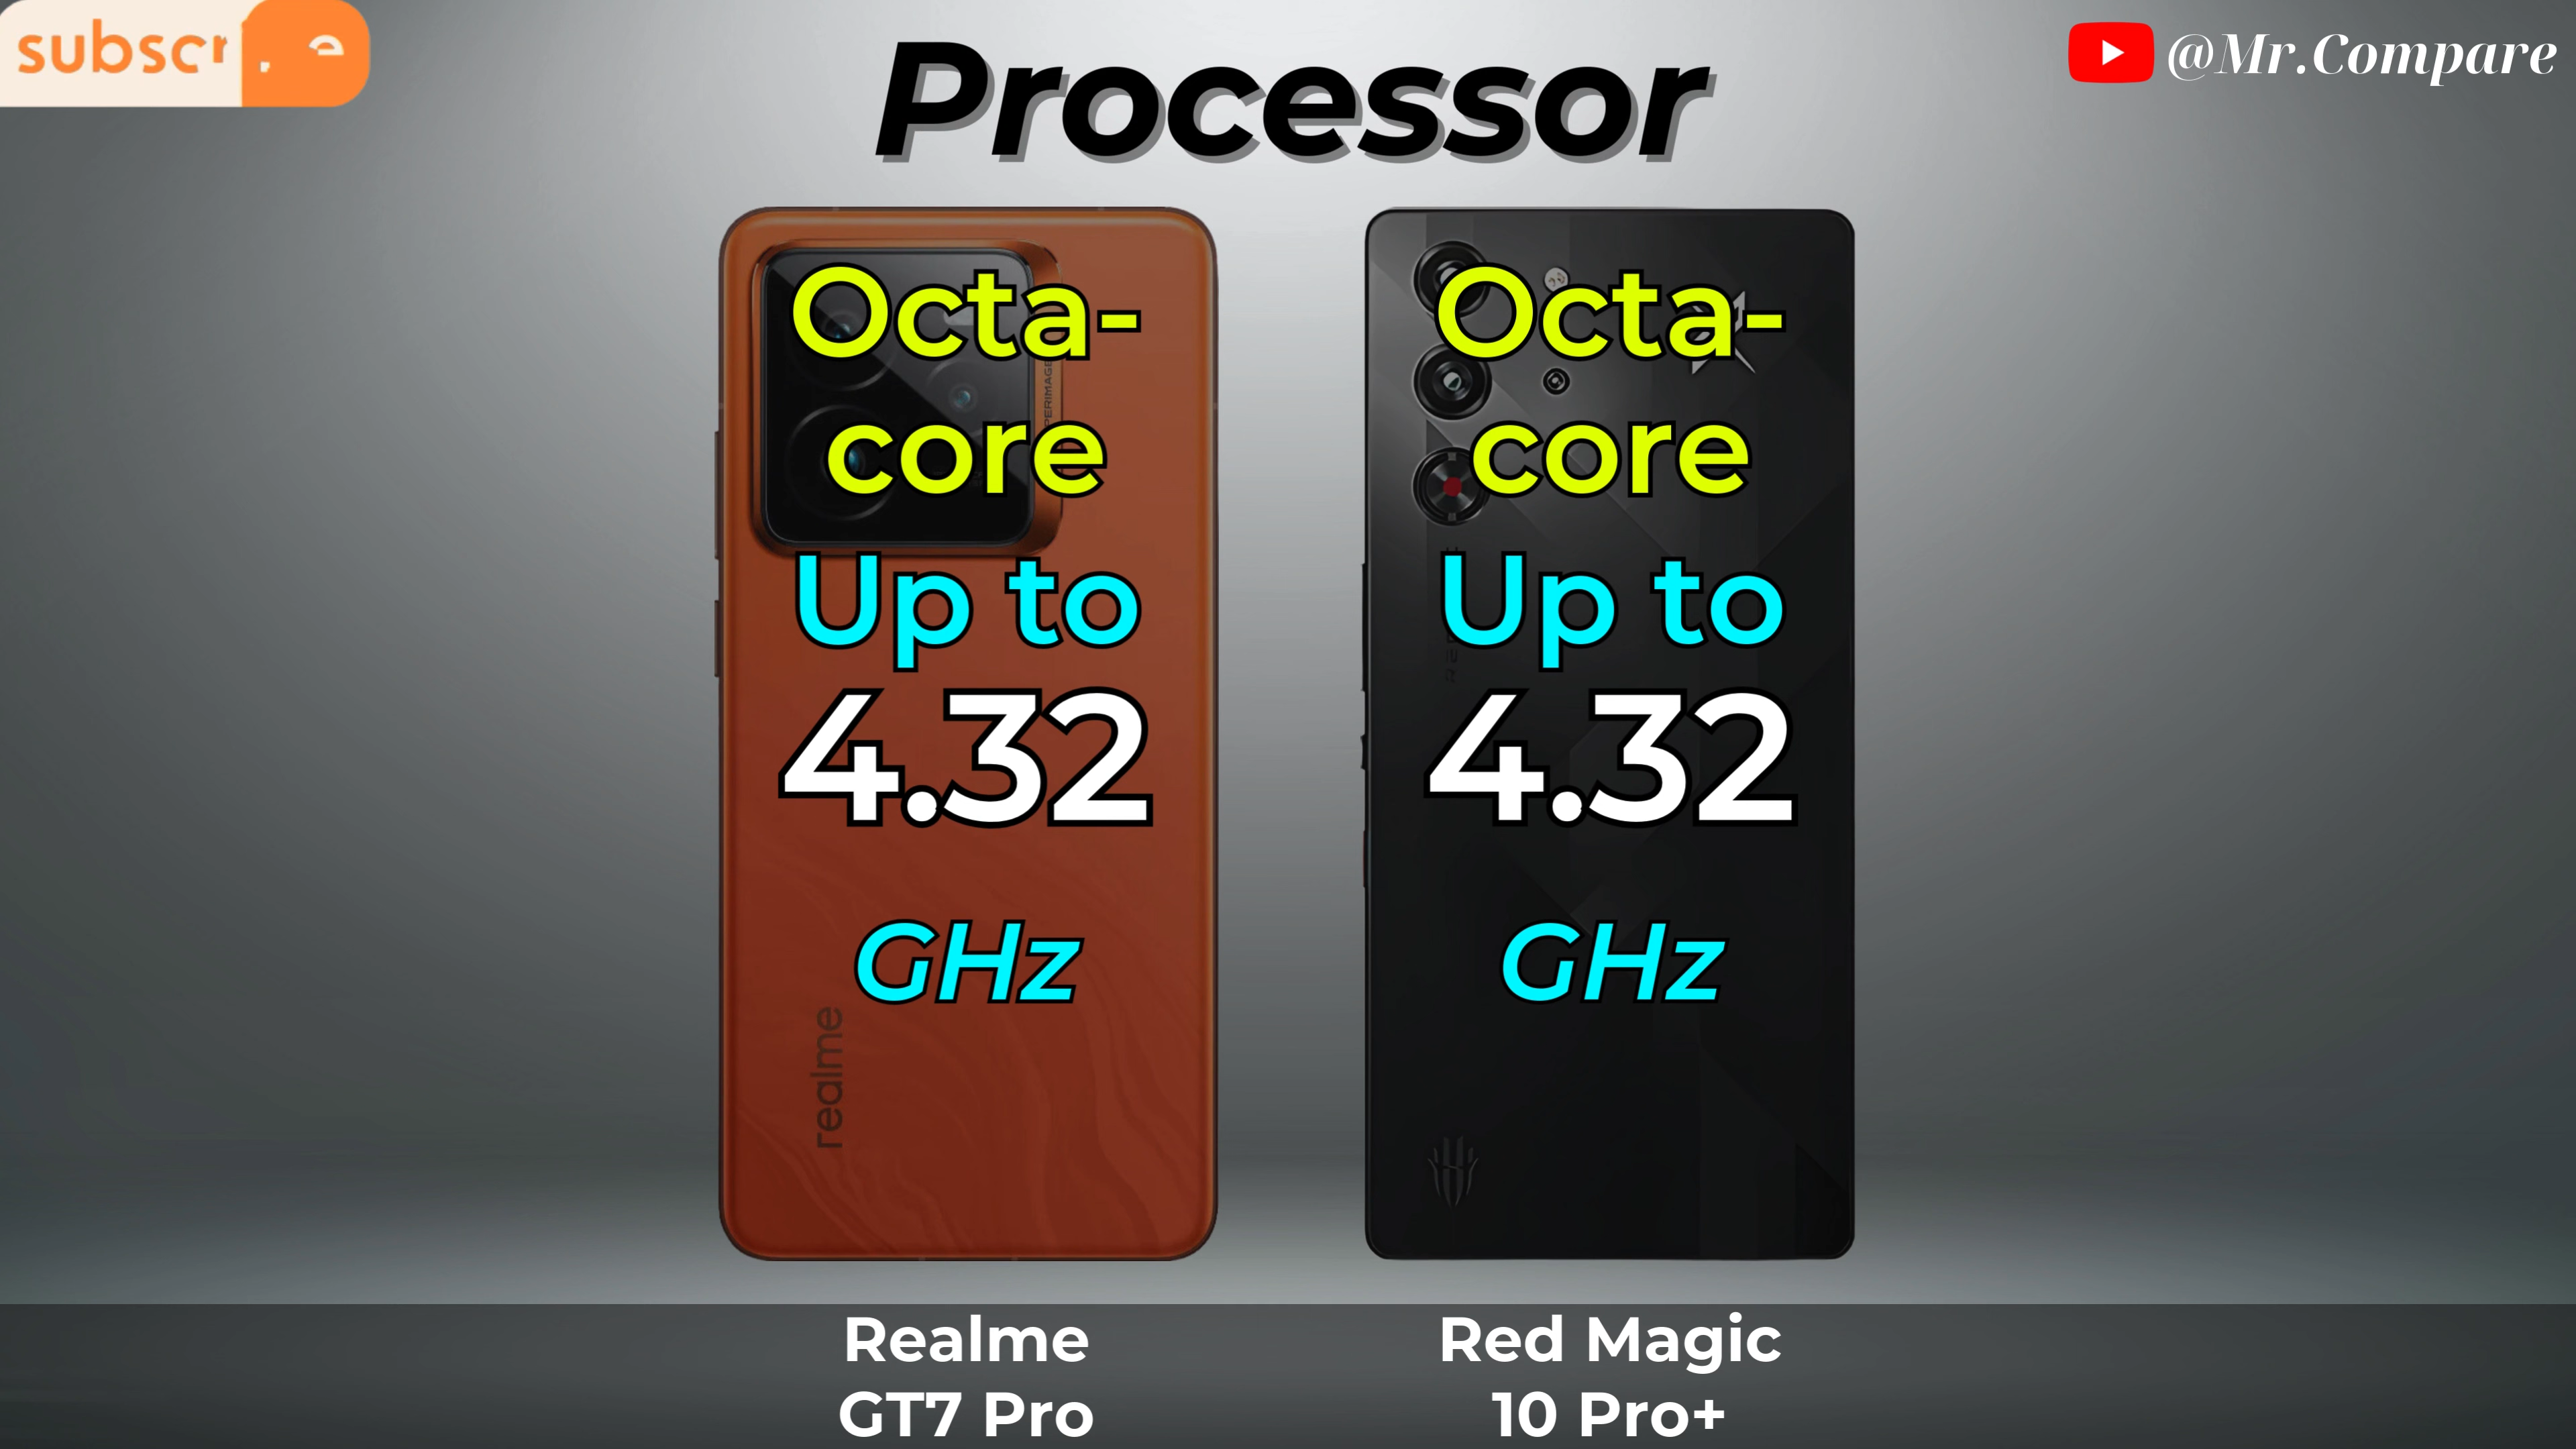 subscr e
@Mr.Compare
Processor
Octa-
core
Up to
4.32
GHz
realme
Realme
GT7 Pro
Octa-
core
Up to
4.32
GHz
Red Magic
10 Pro+